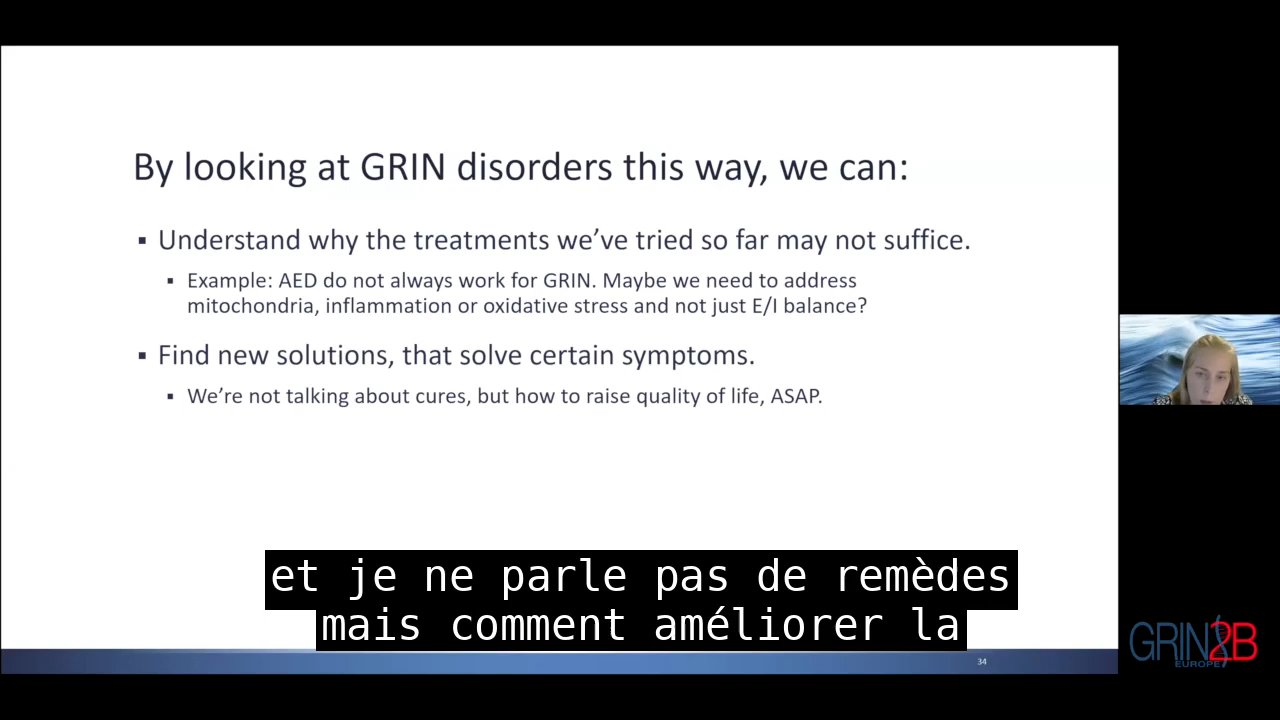 By looking at GRIN disorders this way, we can:
▪ Understand why the treatments we've tried so far may not suffice.
▪ Example: AED do not always work for GRIN. Maybe we need to address
mitochondria, inflammation or oxidative stress and not just E/I balance?
▪ Find new solutions, that solve certain symptoms.
▪ We're not talking about cures, but how to raise quality of life, ASAP.
et je ne parle pas de remèdes
mais comment améliorer la
34
GRIN2B
EUROPE